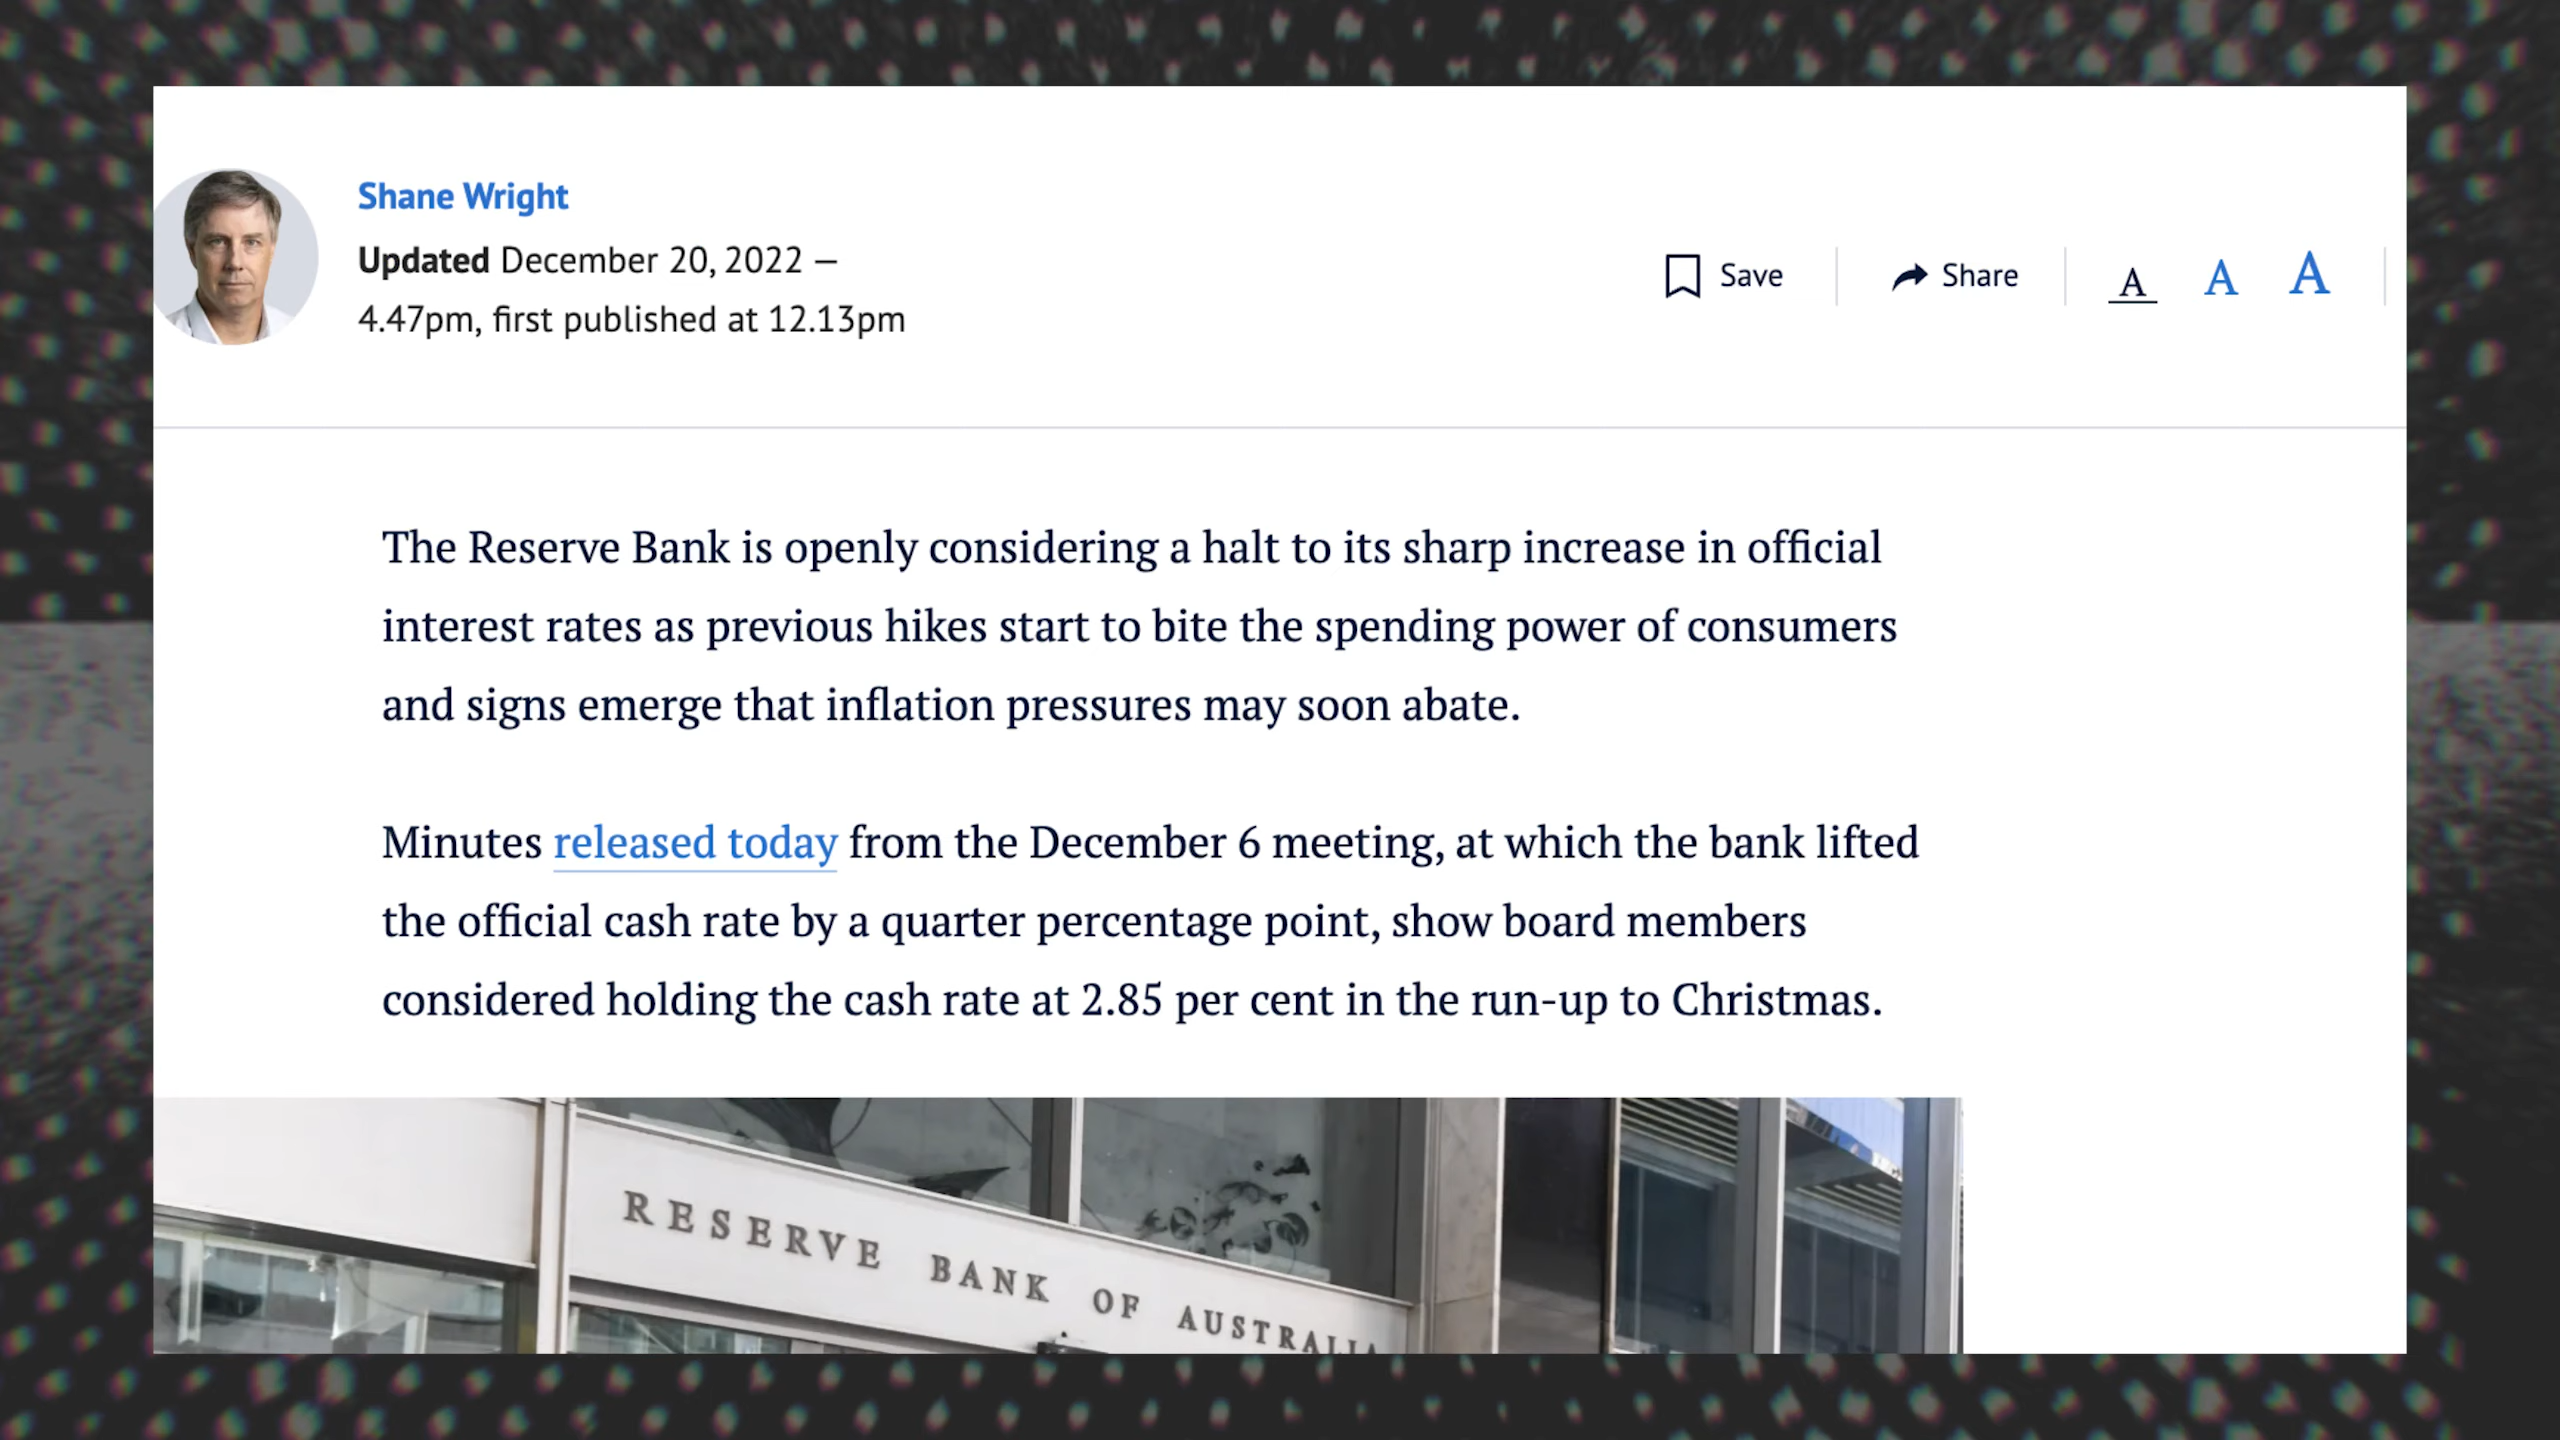 Shane Wright
Updated December 20, 2022 –
4.47pm, first published at 12.13pm
Save
Share
A A A
The Reserve Bank is openly considering a halt to its sharp increase in official
interest rates as previous hikes start to bite the spending power of consumers
and signs emerge that inflation pressures may soon abate.
Minutes released today from the December 6 meeting, at which the bank lifted
the official cash rate by a quarter percentage point, show board members
considered holding the cash rate at 2.85 per cent in the run-up to Christmas.
RESERVE BANK OF AUSTRALIA